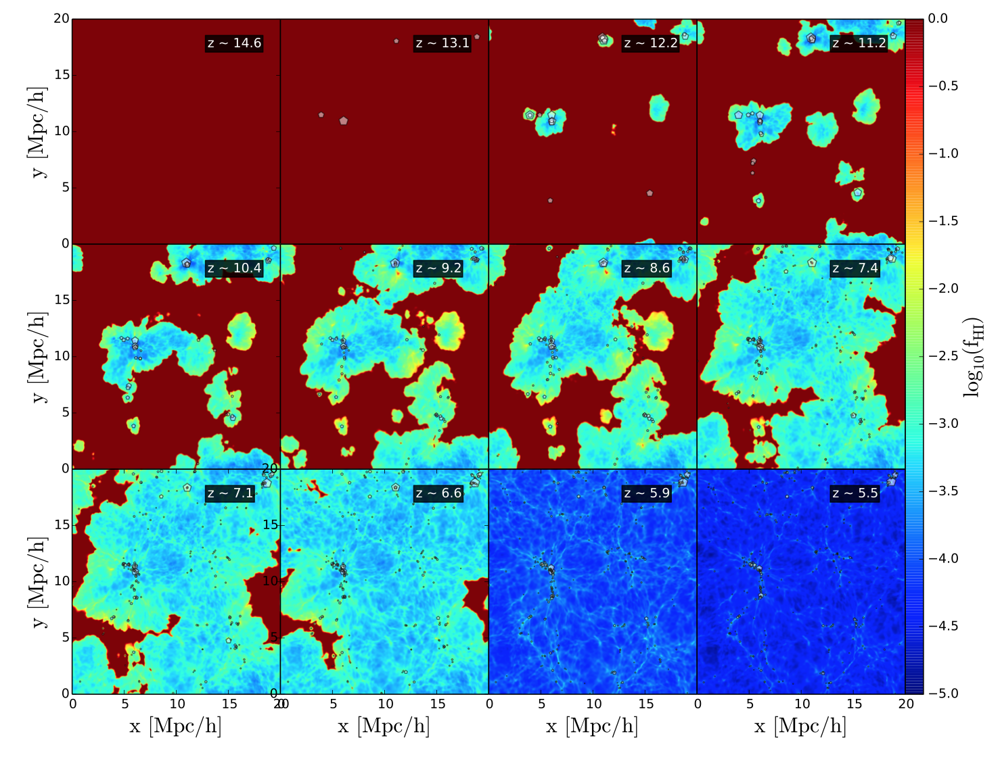 20 z ~ 14.6 z ~ 13.1 z ~ 12.2 z ~ 11.2 0.0
15 −0.5
y [Mpc/h]
10 −1.0
5 −1.5
0
z ~ 10.4 z ~ 9.2 z ~ 8.6 z ~ 7.4 −2.0
15
y [Mpc/h]
10 −2.5
5 −3.0
0 20
log10(fHI)
z ~ 7.1 z ~ 6.6 z ~ 5.9 z ~ 5.5 −3.5
15 15
y [Mpc/h]
10 10 −4.0
5 5 −4.5
0 0 −5.0
0 5 10 15 20 0 5 10 15 0 5 10 15 0 5 10 15 20
x [Mpc/h] x [Mpc/h] x [Mpc/h] x [Mpc/h]